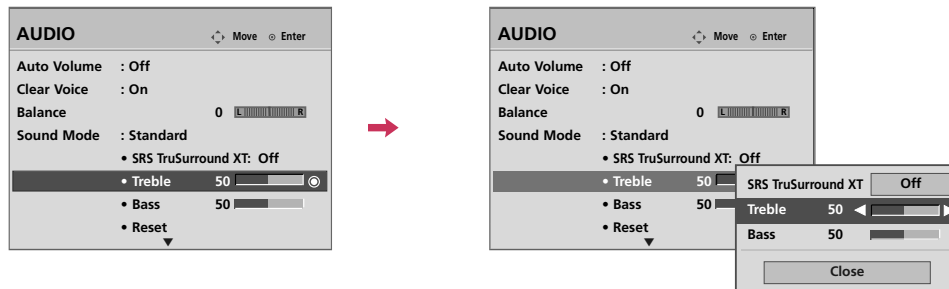 AUDIO Move Enter
Auto Volume : Off
Clear Voice : On
Balance 0 L R
Sound Mode : Standard
• SRS TruSurround XT: Off
• Treble 50
• Bass 50
• Reset
AUDIO Move Enter
Auto Volume : Off
Clear Voice : On
Balance 0 L R
Sound Mode : Standard
• SRS TruSurround XT: Off
• Treble 50
• Bass 50
• Reset
SRS TruSurround XT Off
Treble 50
Bass 50
Close